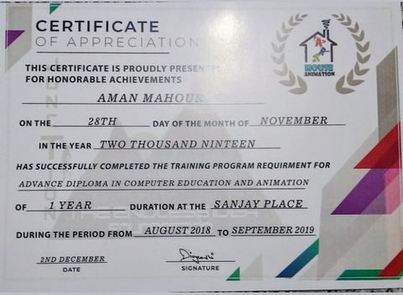 CERTIFICATE
OF APPRECIATION
THIS CERTIFICATE IS PROUDLY
FOR HONORABLE ACHIEVEMENTS
AMAN MAHOUR
ON THE 28TH DAY OF THE MONTH OF NOVEMBER
IN THE YEAR TWO THOUSAND NINTEEN
HAS SUCCESSFULLY COMPLETED THE TRAINING PROGRAM REQUIRMENT FOR
ADVANCE DIPLOMA IN COMPUTER EDUCATION AND ANIMATION
OF 1 YEAR DURATION AT THE SANJAY PLACE
DURING THE PERIOD FROM AUGUST 2018 TO SEPTEMBER 2019
2ND DECEMBER
DATE SIGNATURE
HOUSE
ANIMATION